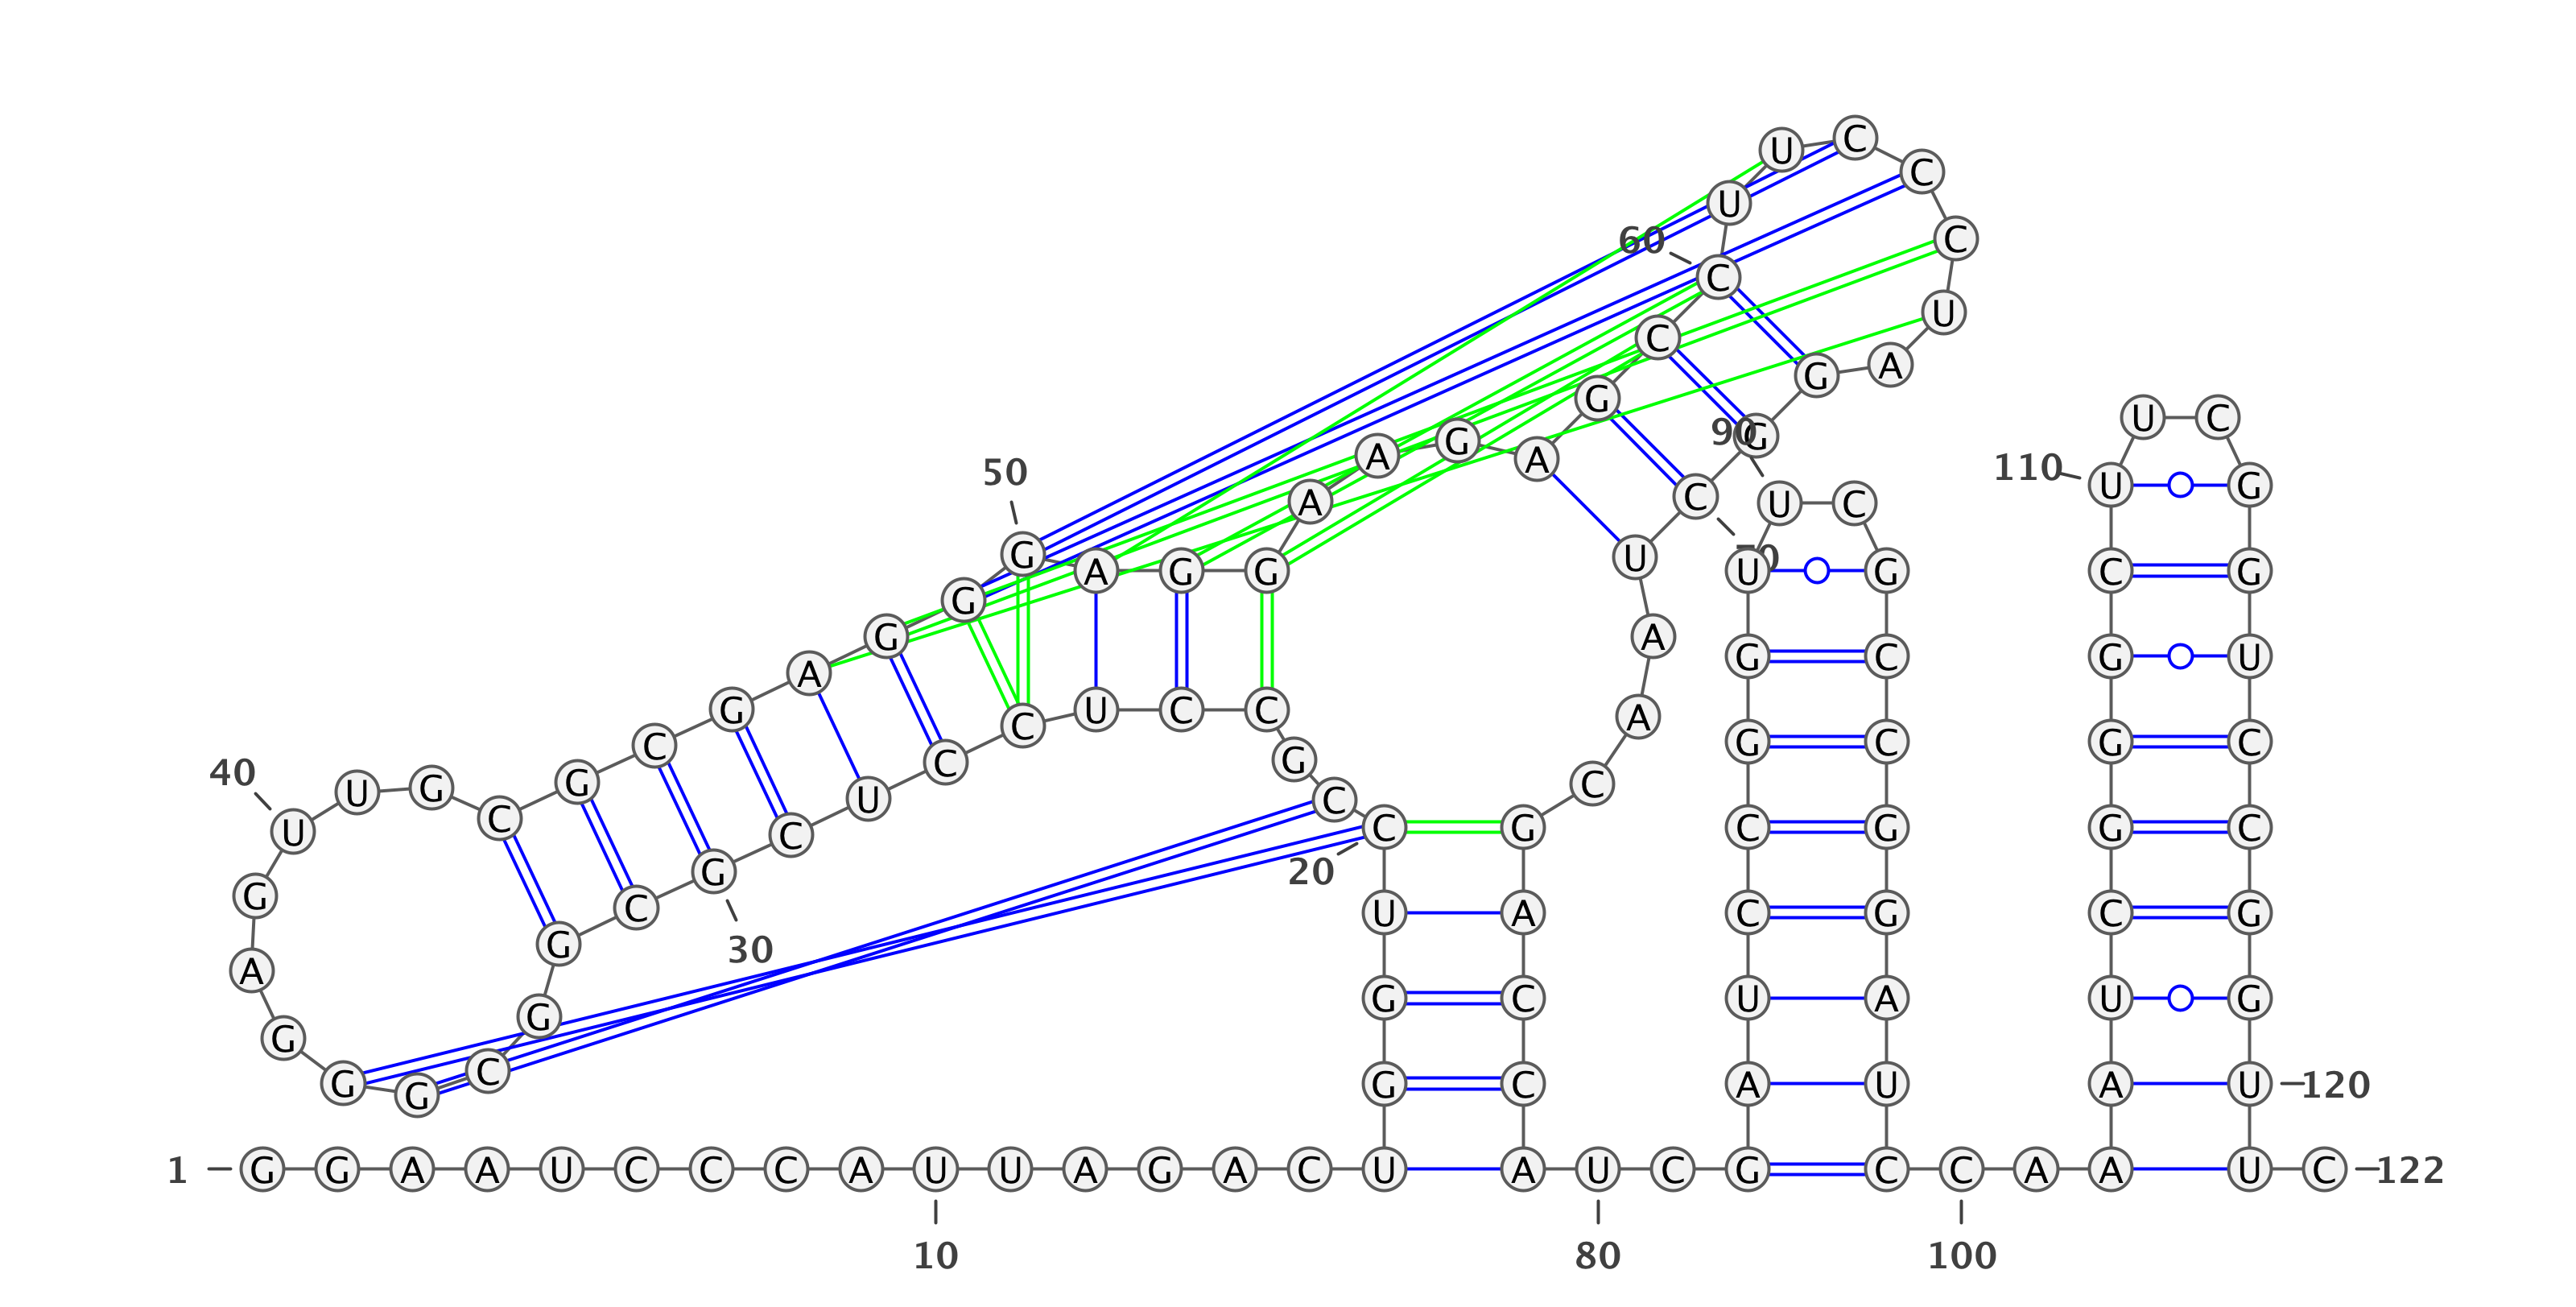 U C
C
U
60 C
C
U
C
G A
G
U C
90 G
A G A
110 U G
50
A C U C
G U 70
A G G U G C G
G
G A
G C G U
A
G U C C A
C
C G C G C
C G
40
G C
U G U C
C C G C G G C
U C
G 20
G
C U A C G C G
G 30
A G C U A U G
G
G
C
G G C A U A U 120
G
1 G G A A U C C C A U U A G A C U A U C G C C A A U C 122
10 80 100